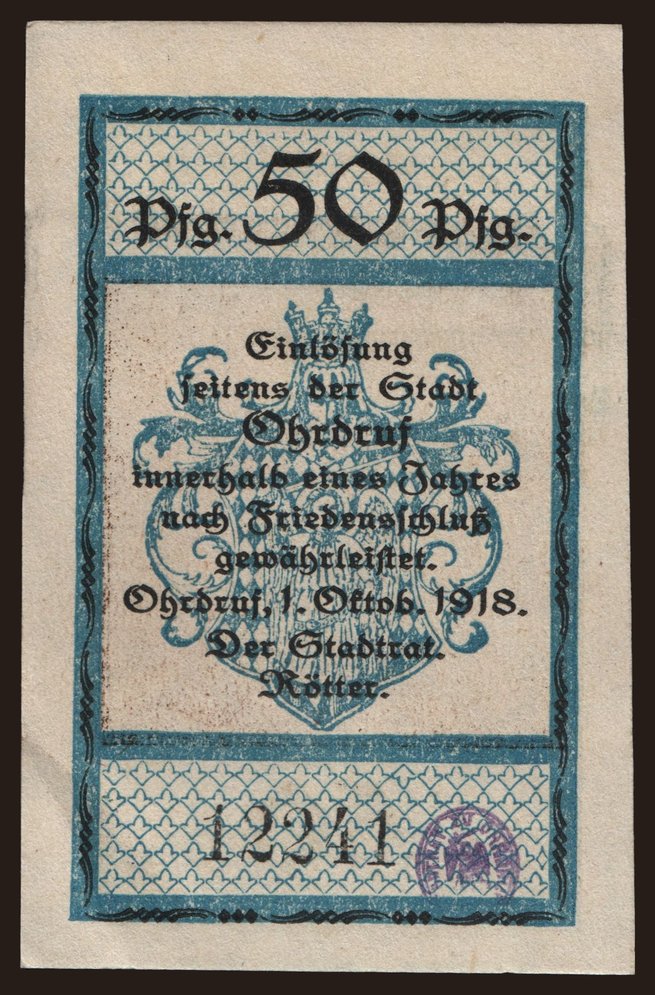 Pfg. 50 Pfg.
Einlösung
seitens der Stadt
Ohrdruf
innerhalb eines Jahres
nach Friedensschluß
gewährleistet.
Ohrdruf, 1. Oktob. 1918.
Der Stadtrat.
Rötter.
12241